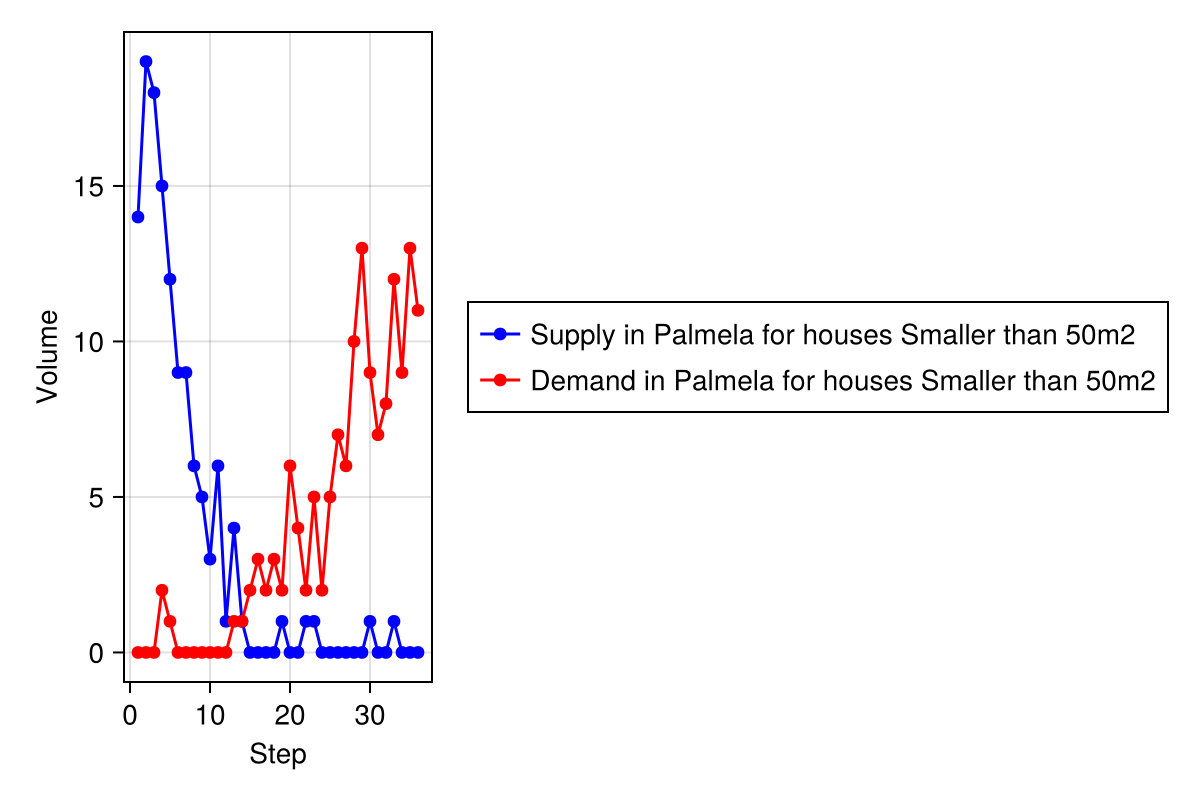 Volume
15
10
5
0
0 10 20 30
Step
Supply in Palmela for houses Smaller than 50m2
Demand in Palmela for houses Smaller than 50m2